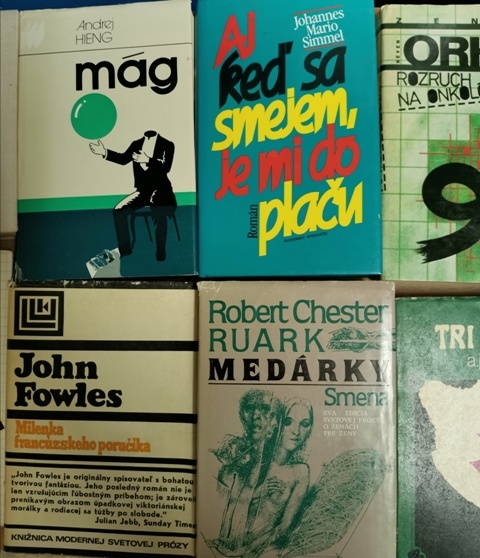 Andrej
HIENG
mág
Johannes
Mario
Simmel
Aj
keď sa
smejem,
je mi do
plaču
Román
ROZRUCH
NA
9
John
Fowles
Milenka
francúzskeho poručíka
„John Fowles je originálny spisovateľ s bohatou
tvorivou fantáziou. Jeho posledný román nie je
len vzrušujúcim ľúbostným príbehom; je zároveň
prenikavým obrazom úpadkovej viktoriánskej
morálky a rodiacej sa túžby po slobode."
Julian Jebb, Sunday Times
KNIŽNICA MODERNEJ SVETOVEJ PRÓZY
Robert Chester
RUARK
MEDÁRKY
Smena
EVA EDÍCIA
SVETOVEJ PRÓZY
O ŽENÁCH
PRE ŽENY
TRI